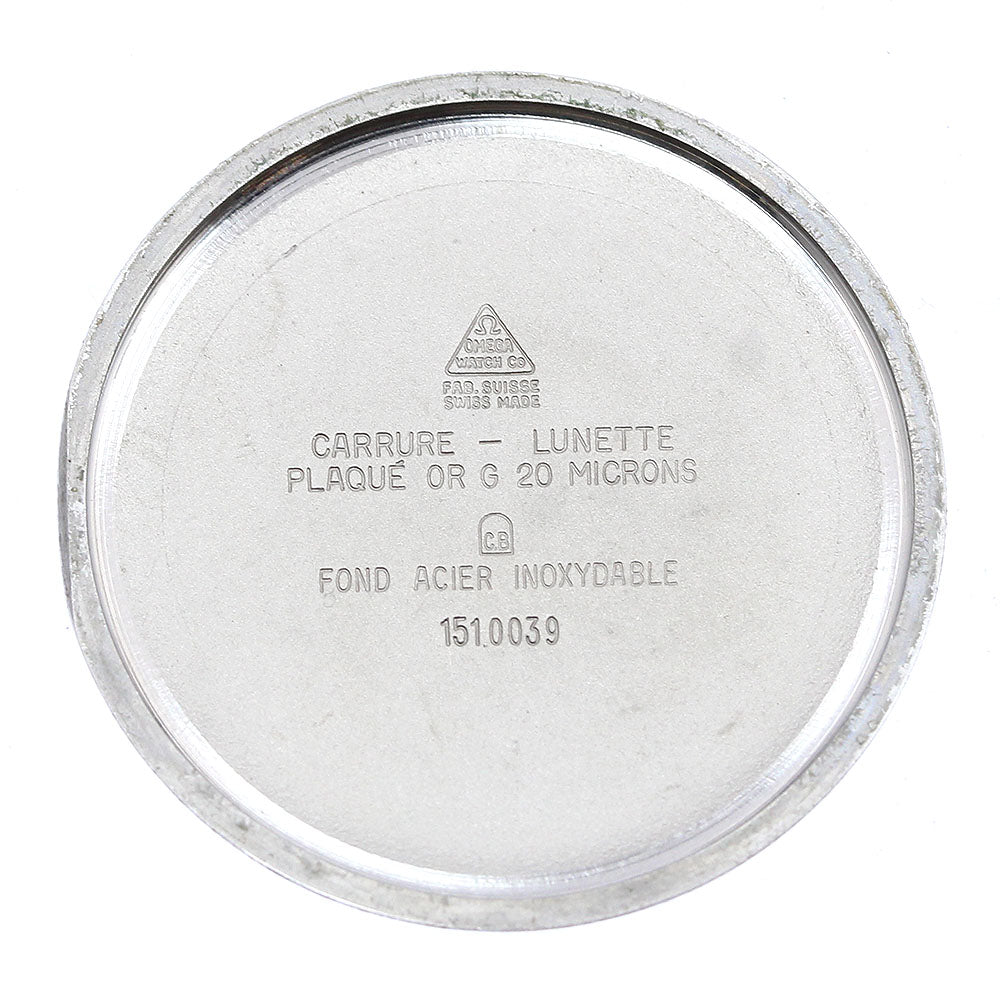 Ω
OMEGA
WATCH Co
FAB. SUISSE
SWISS MADE
CARRURE – LUNETTE
PLAQUÉ OR G 20 MICRONS
C.B
FOND ACIER INOXYDABLE
151.0039